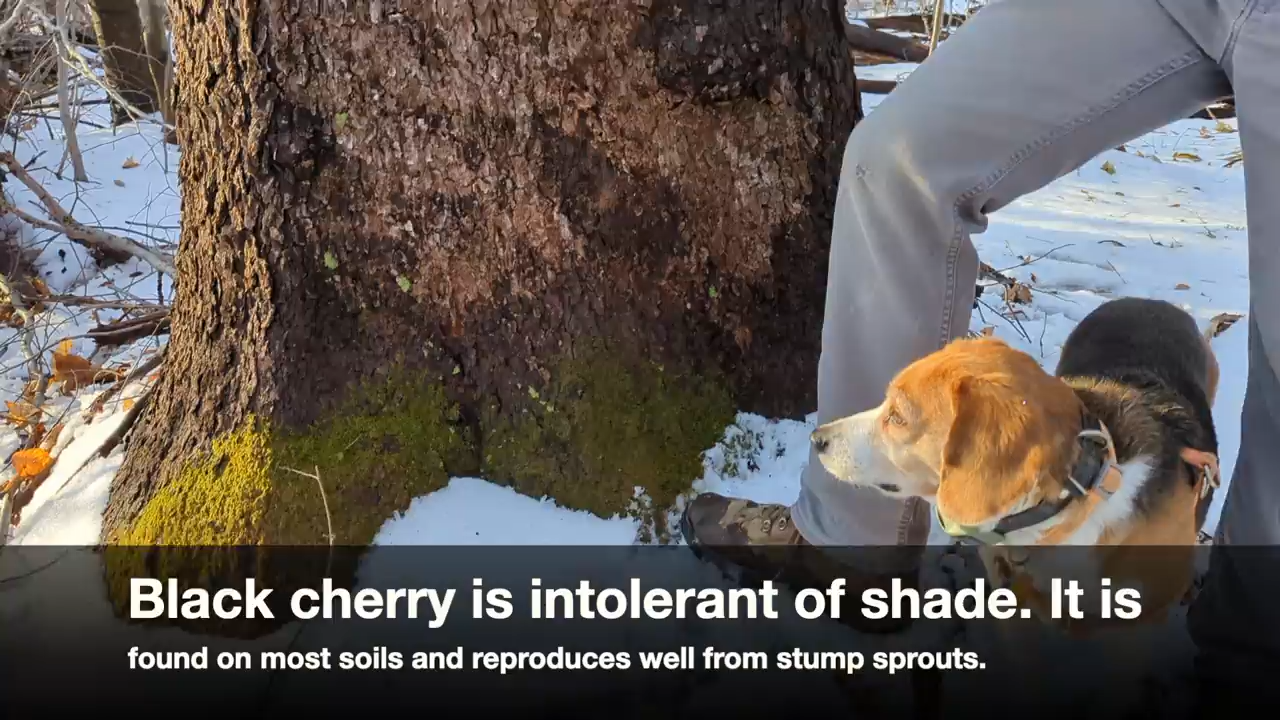 Black cherry is intolerant of shade. It is
found on most soils and reproduces well from stump sprouts.